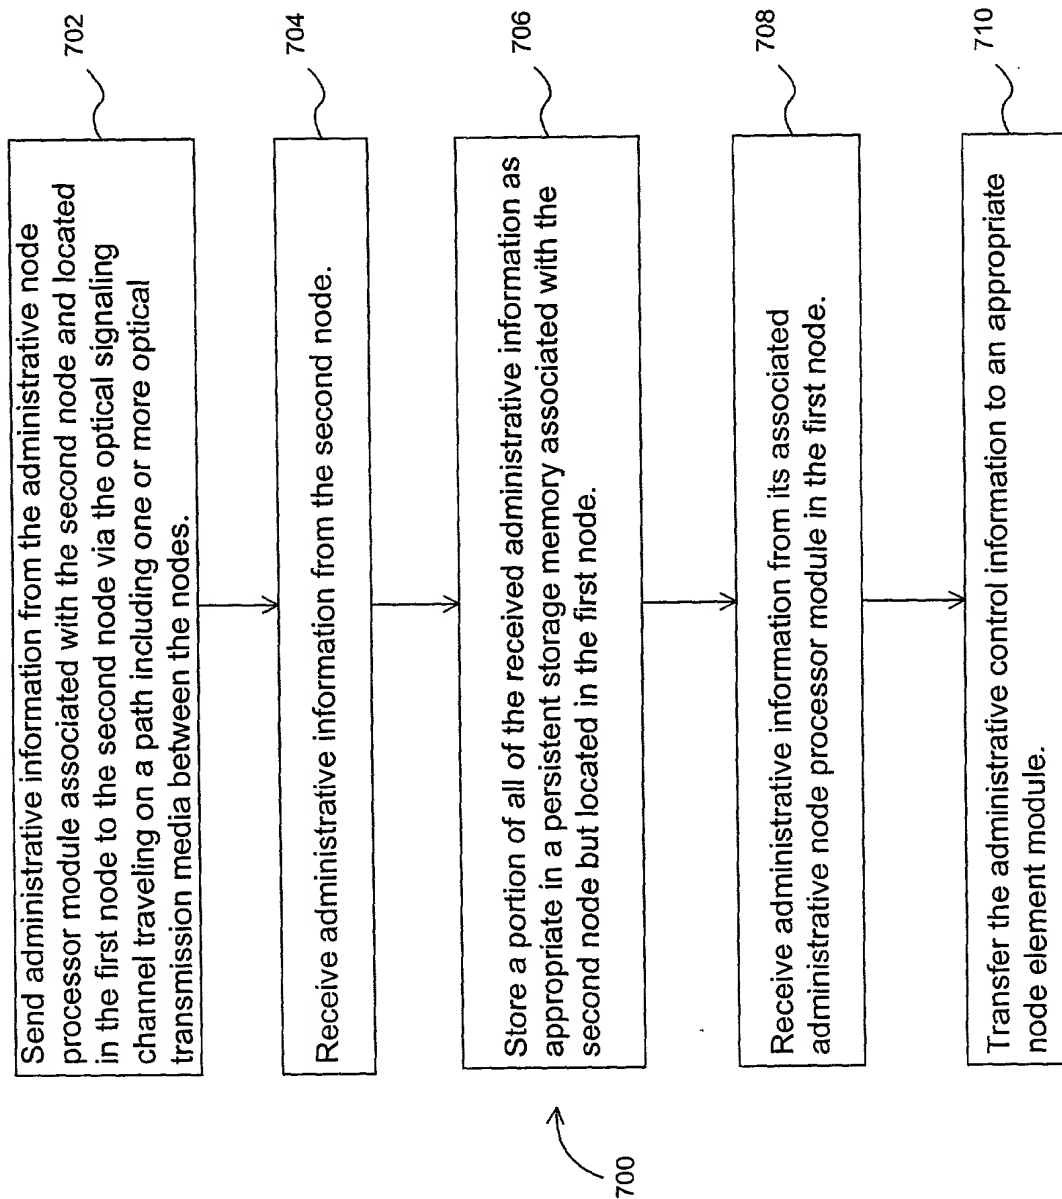 Send administrative information from the administrative node
processor module associated with the second node and located
in the first node to the second node via the optical signaling
channel traveling on a path including one or more optical
transmission media between the nodes.
702
Receive administrative information from the second node.
704
Store a portion of all of the received administrative information as
appropriate in a persistent storage memory associated with the
second node but located in the first node.
706
Receive administrative information from its associated
administrative node processor module in the first node.
708
Transfer the administrative control information to an appropriate
node element module.
710
700